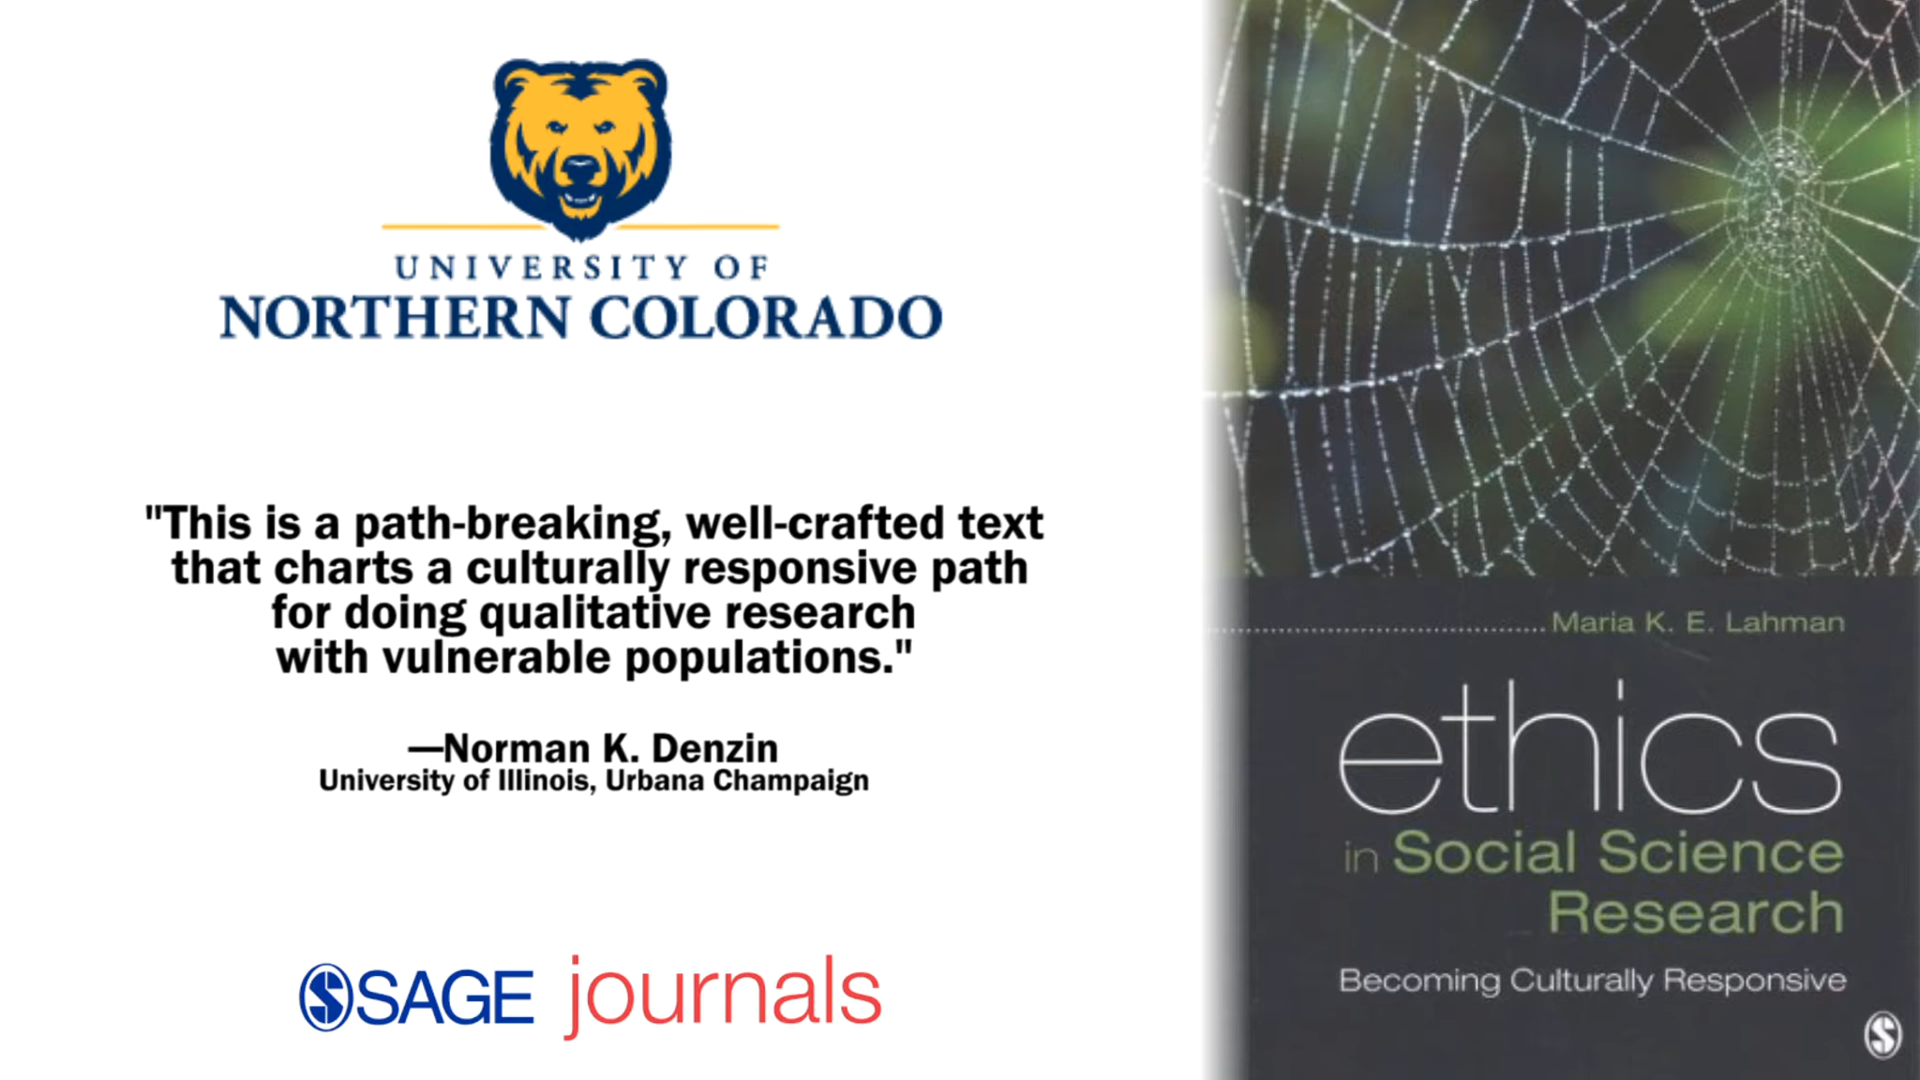 UNIVERSITY OF
NORTHERN COLORADO
"This is a path-breaking, well-crafted text
that charts a culturally responsive path
for doing qualitative research
with vulnerable populations."
—Norman K. Denzin
University of Illinois, Urbana Champaign
SAGE journals
Maria K. E. Lahman
ethics
in Social Science
Research
Becoming Culturally Responsive